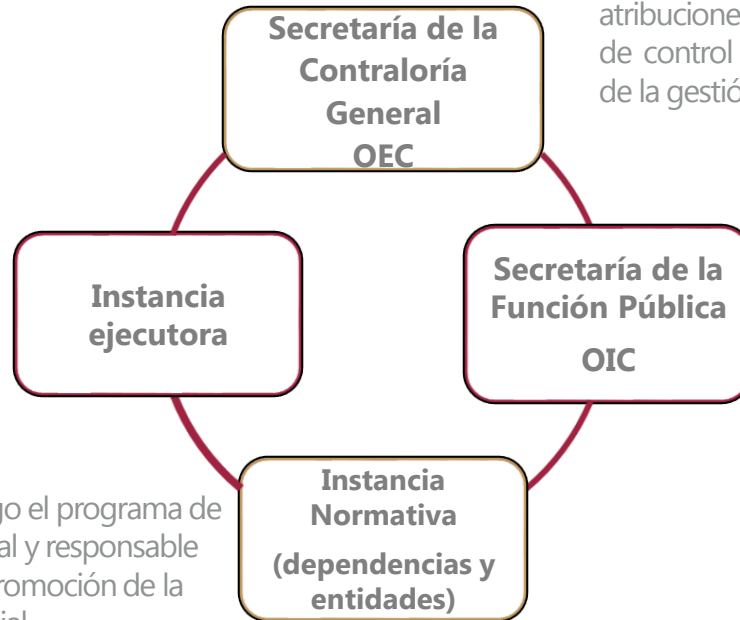 atribuciones
de control
de la gestió
Secretaría de la
Contraloría
General
OEC
Instancia
ejecutora
Secretaría de la
Función Pública
OIC
Instancia
Normativa
(dependencias y
entidades)
go el programa de
al y responsable
romoción de la